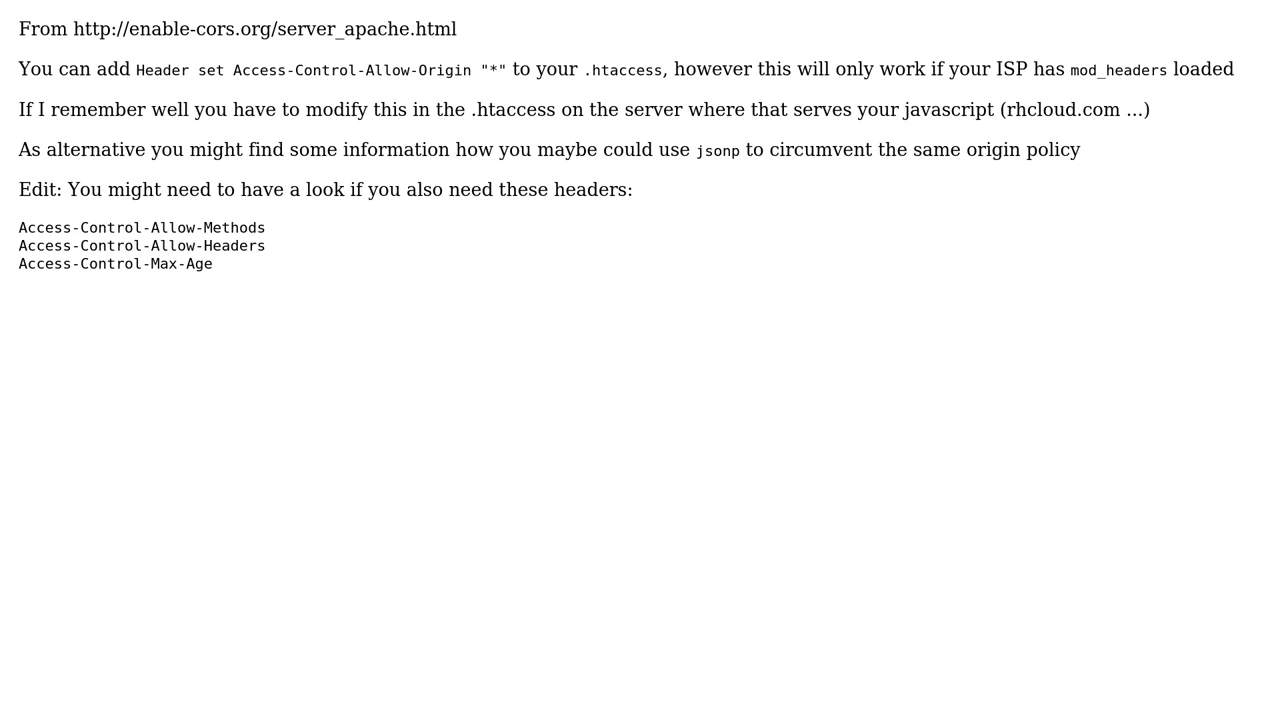 From http://enable-cors.org/server_apache.html
You can add Header set Access-Control-Allow-Origin "*" to your .htaccess, however this will only work if your ISP has mod_headers loaded
If I remember well you have to modify this in the .htaccess on the server where that serves your javascript (rhcloud.com ...)
As alternative you might find some information how you maybe could use jsonp to circumvent the same origin policy
Edit: You might need to have a look if you also need these headers:
Access-Control-Allow-Methods
Access-Control-Allow-Headers
Access-Control-Max-Age